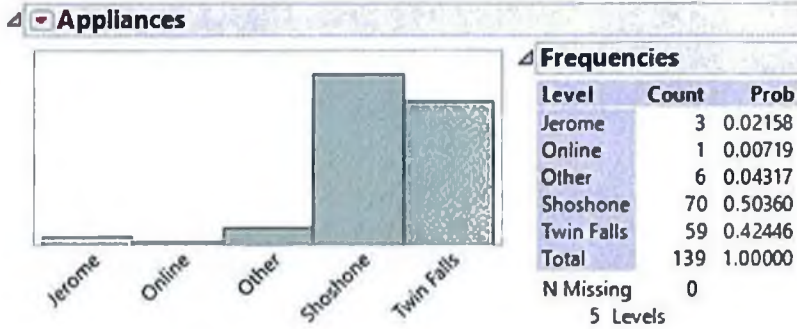 Appliances
Jerome
Online
Other
Shoshone
Twin Falls
Frequencies
Level Count Prob
Jerome 3 0.02158
Online 1 0.00719
Other 6 0.04317
Shoshone 70 0.50360
Twin Falls 59 0.42446
Total 139 1.00000
N Missing 0
5 Levels